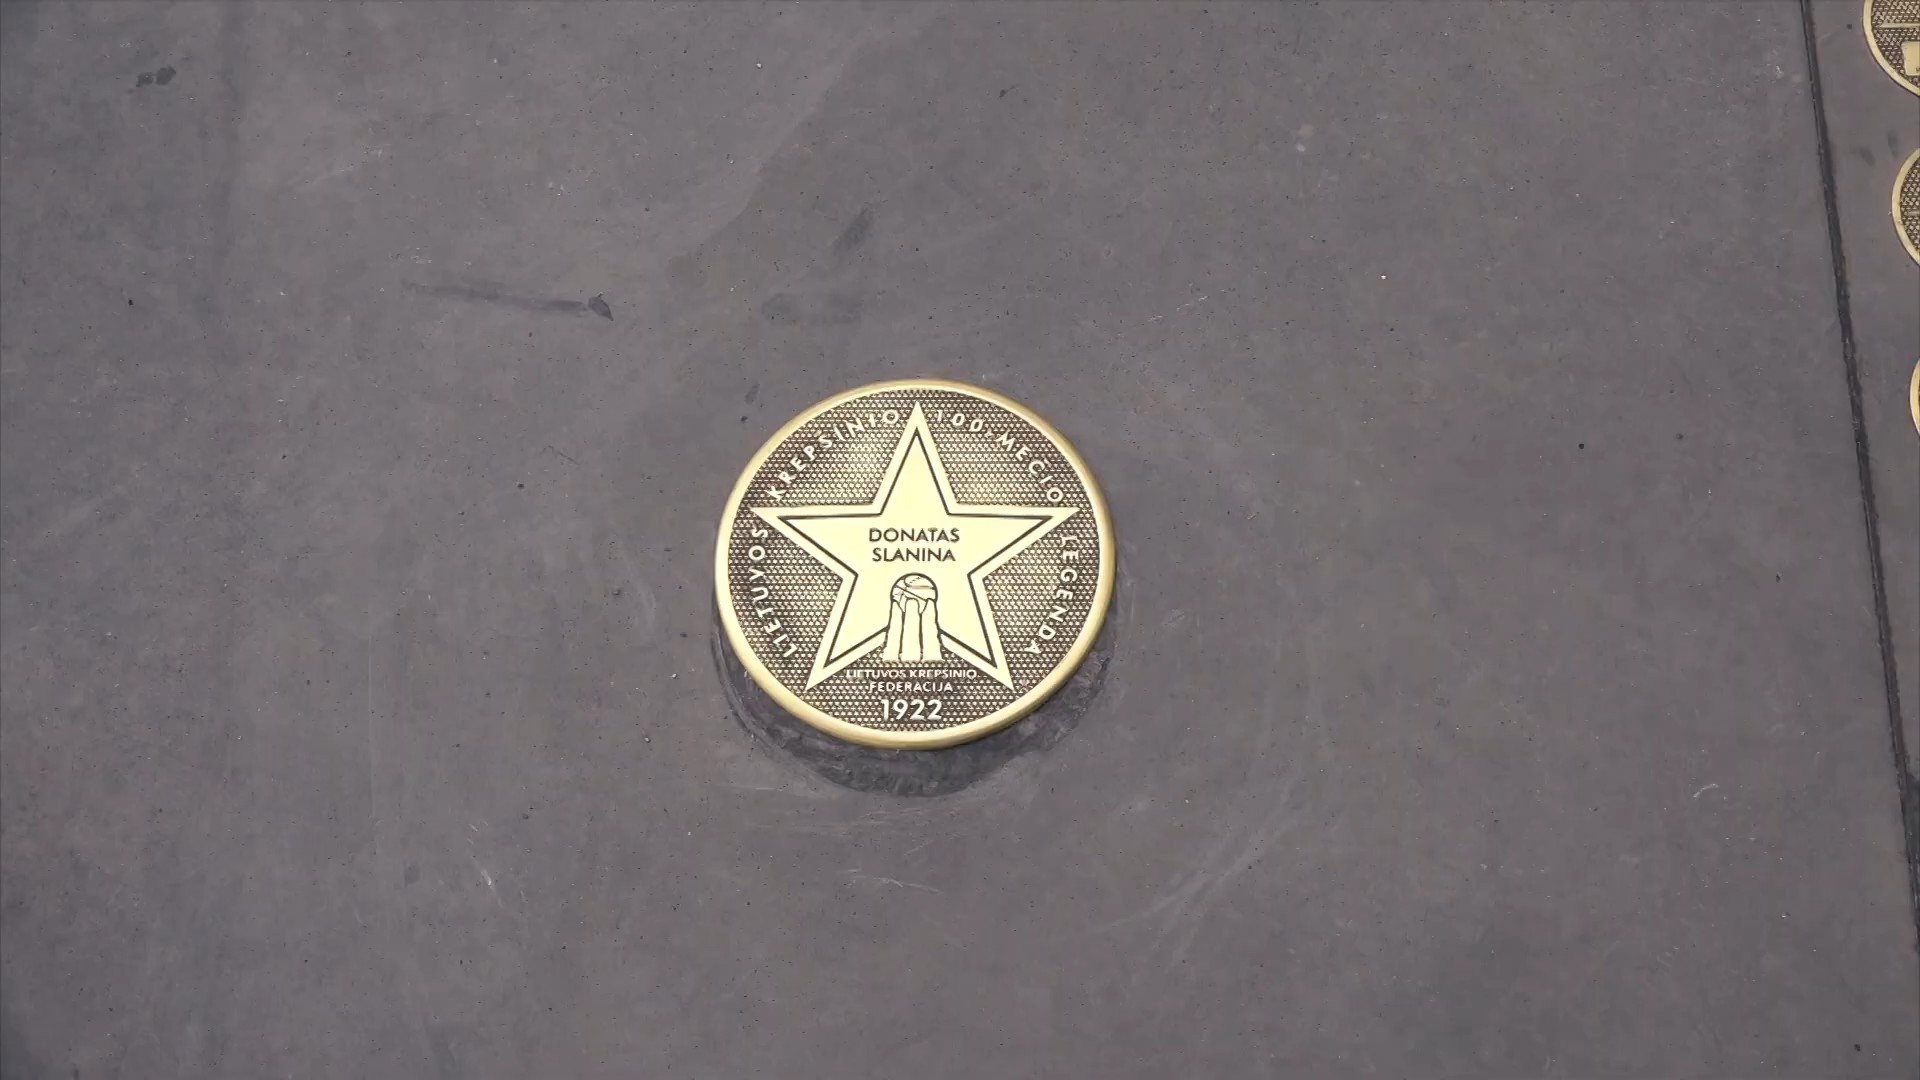 LIETUVOS KREPŠINIO 100-MEČIO LEGENDA
DONATAS
SLANINA
LIETUVOS KREPŠINIO
FEDERACIJA
1922